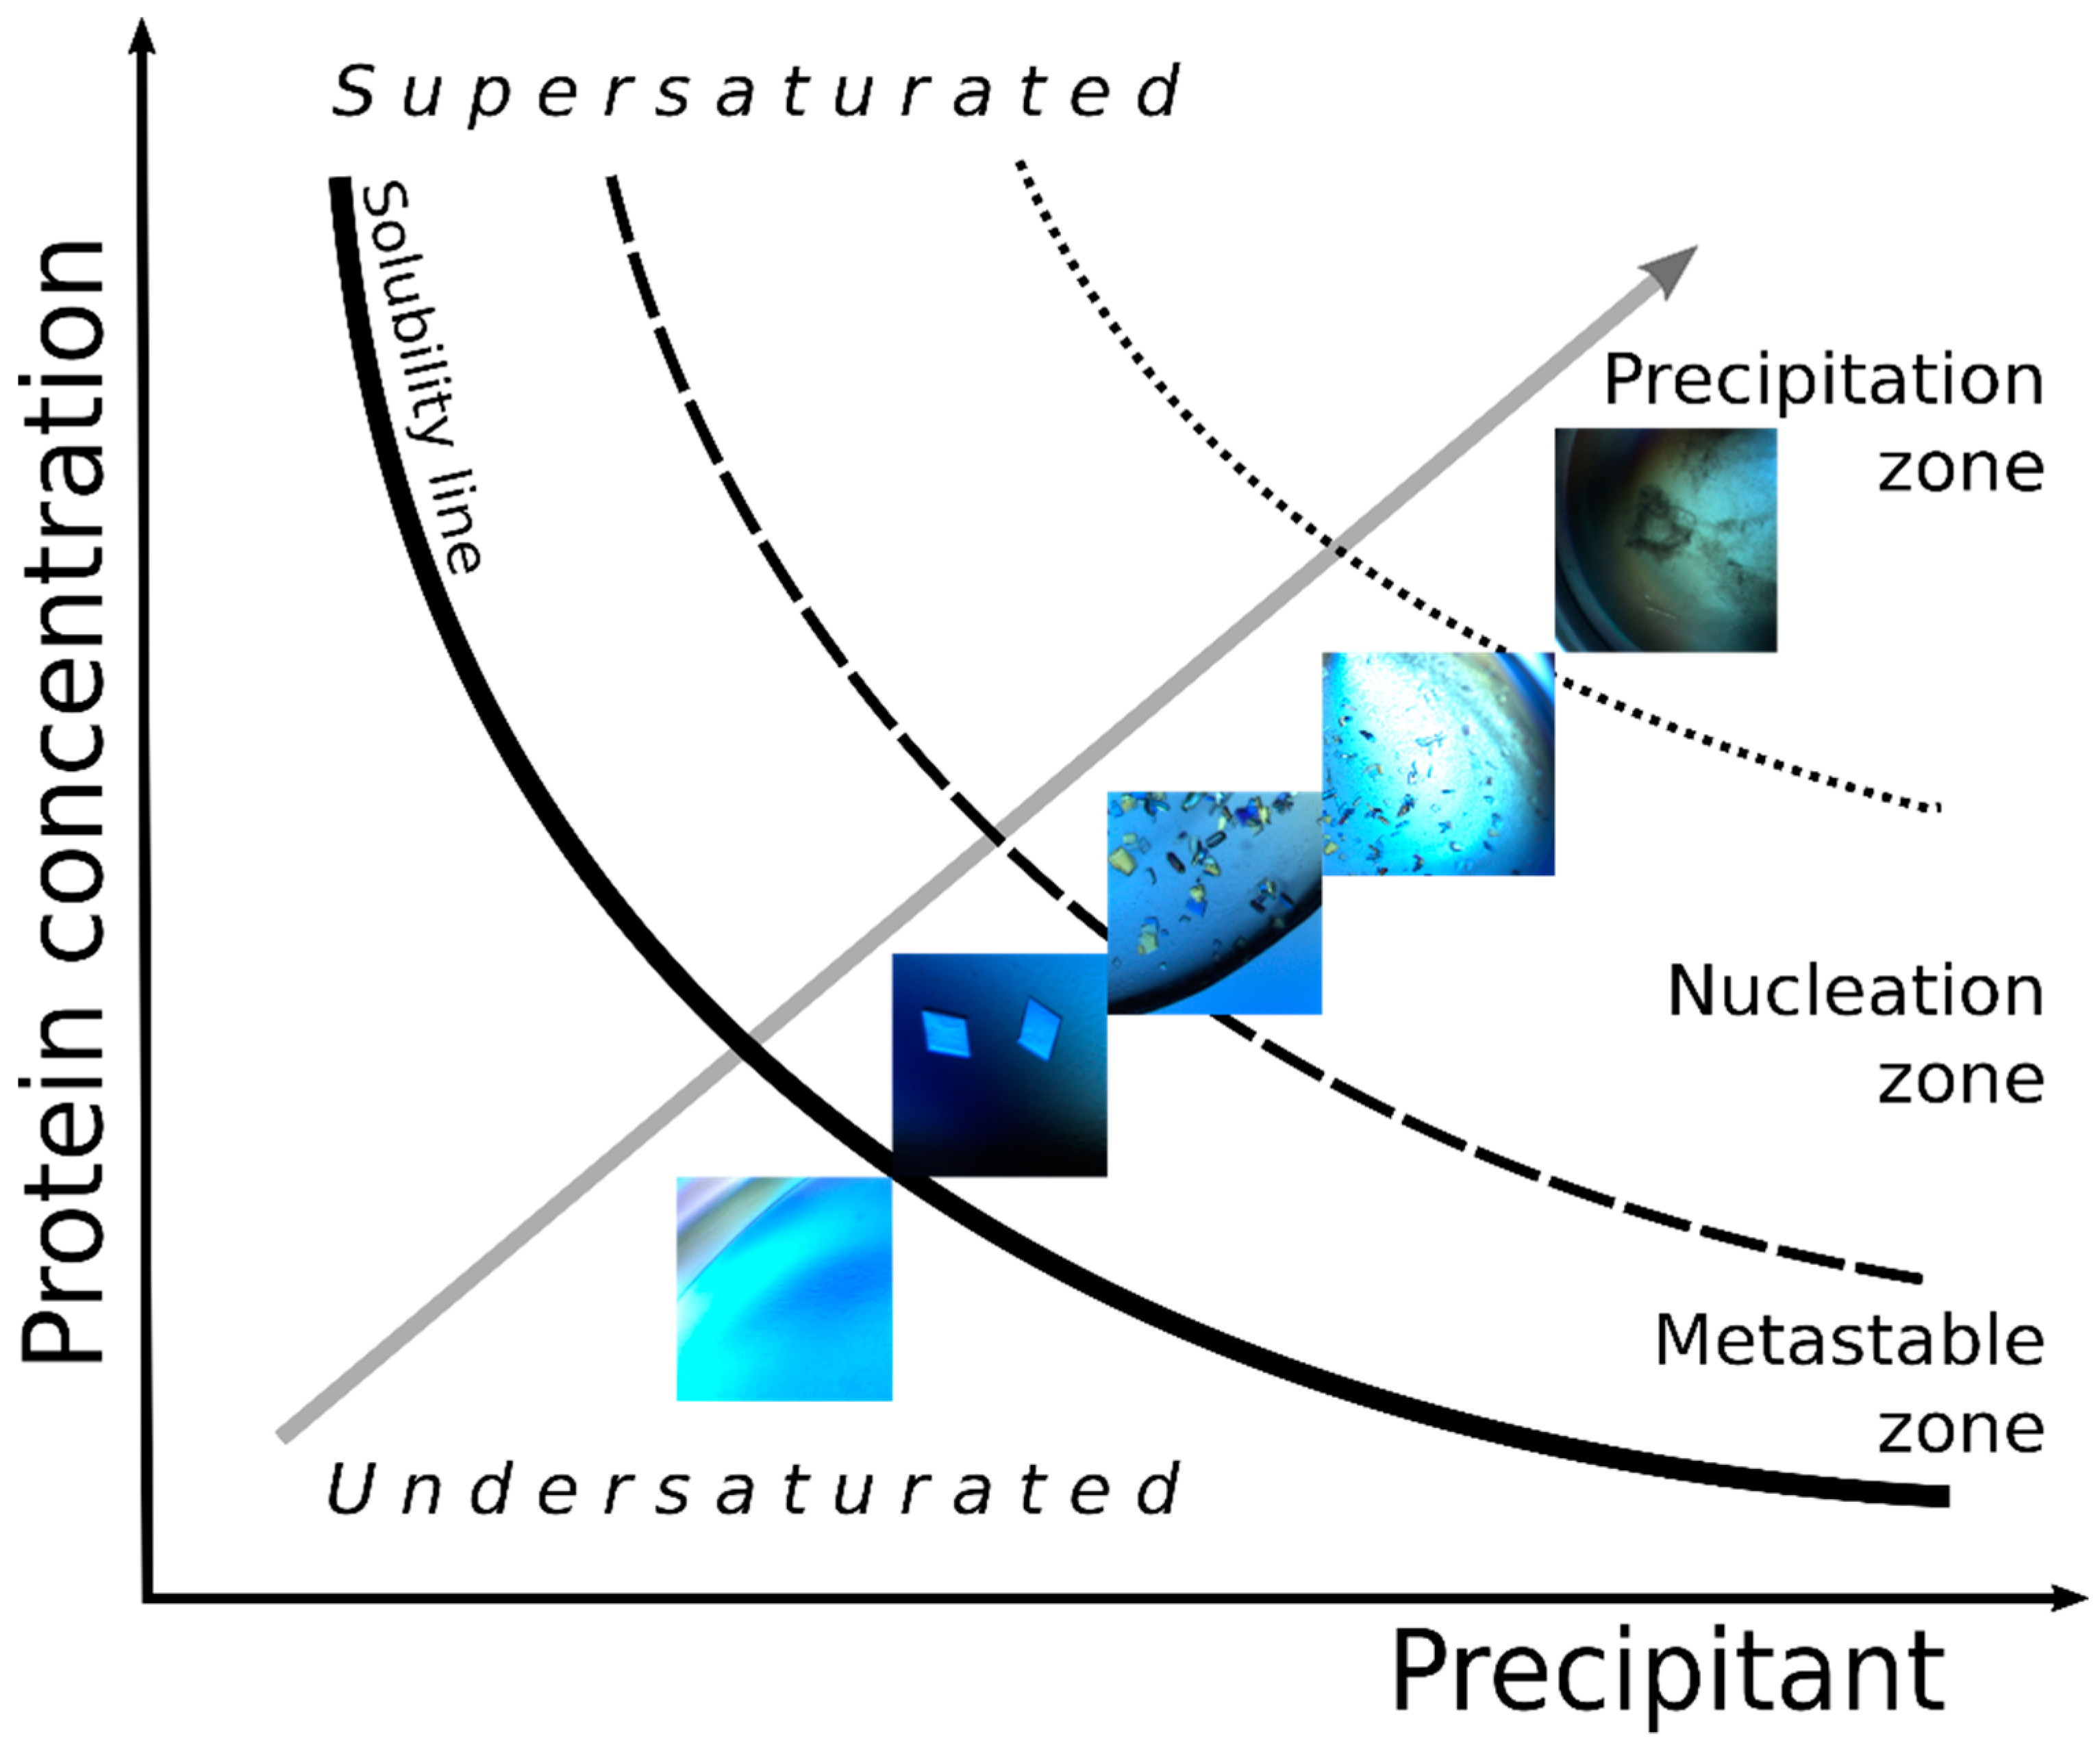 Supersaturated
Solubility line
Protein concentration
Precipitation
zone
Nucleation
zone
Metastable
zone
Undersaturated
Precipitant